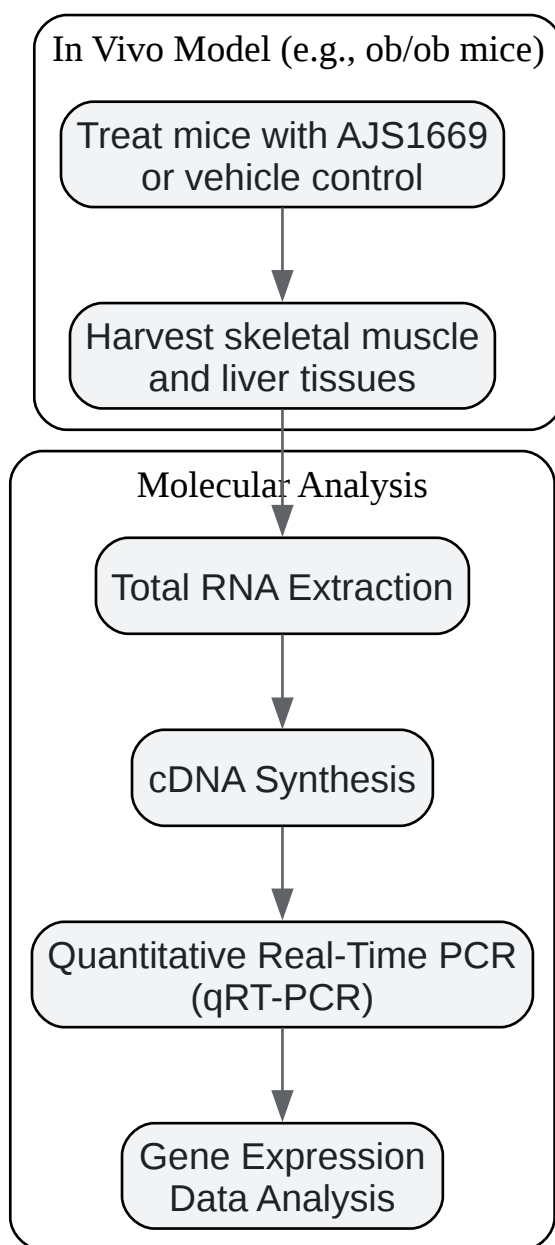 In Vivo Model (e.g., ob/ob mice)
Treat mice with AJS1669
or vehicle control
Harvest skeletal muscle
and liver tissues
Molecular Analysis
Total RNA Extraction
cDNA Synthesis
Quantitative Real-Time PCR
(qRT-PCR)
Gene Expression
Data Analysis